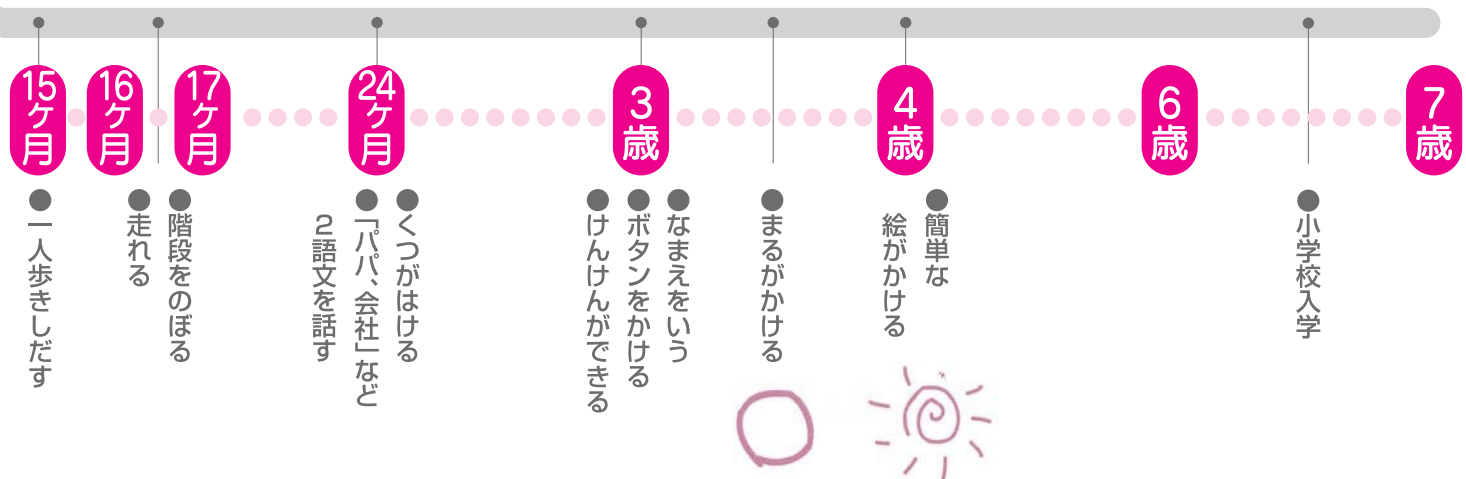 15ヶ月
16ヶ月
17ヶ月
24ヶ月
3歳
4歳
6歳
7歳
●一人歩きしだす
●階段をのぼる
●走れる
●くつがはける
●「パパ、会社」など
2語文を話す
●なまえをいう
●ボタンをかける
●けんけんができる
●まるがかける
●簡単な
絵がかける
●小学校入学